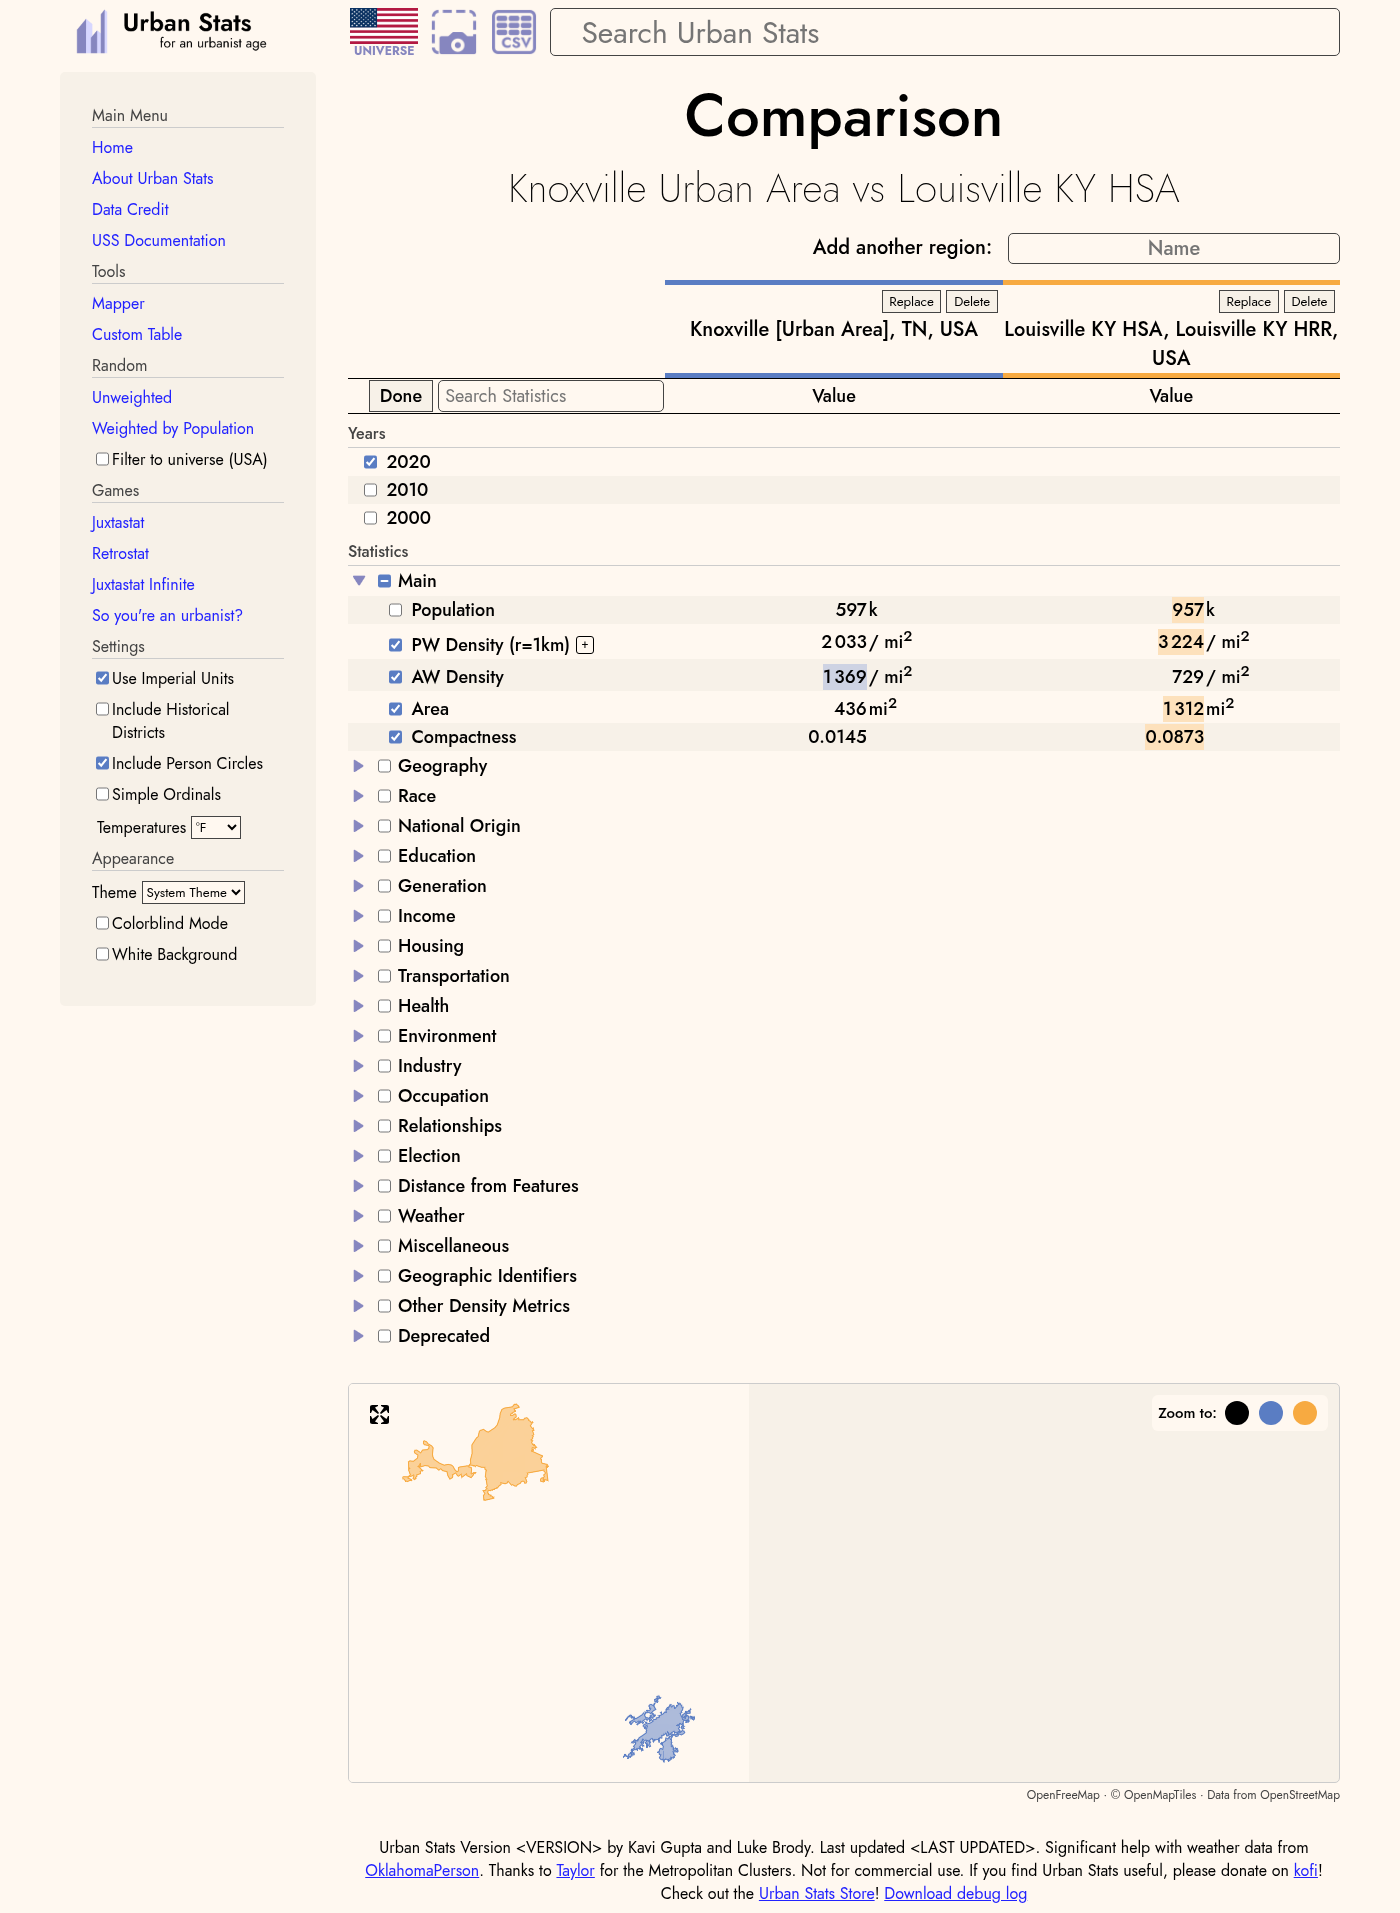 Urban Stats
for an urbanist age
UNIVERSE
CSV
Search Urban Stats
Main Menu
Home
About Urban Stats
Data Credit
USS Documentation
Tools
Mapper
Custom Table
Random
Unweighted
Weighted by Population
Filter to universe (USA)
Games
Juxtastat
Retrostat
Juxtastat Infinite
So you're an urbanist?
Settings
Use Imperial Units
Include Historical
Districts
Include Person Circles
Simple Ordinals
Temperatures °F
Appearance
Theme System Theme
Colorblind Mode
White Background
Comparison
Knoxville Urban Area vs Louisville KY HSA
Add another region: Name
Replace Delete Replace Delete
Knoxville [Urban Area], TN, USA Louisville KY HSA, Louisville KY HRR,
USA
Done Search Statistics Value Value
Years
2020
2010
2000
Statistics
Main
Population 597k 957k
PW Density (r=1km) + 2 033/ mi² 3 224/ mi²
AW Density 1 369/ mi² 729/ mi²
Area 436mi² 1 312mi²
Compactness 0.0145 0.0873
Geography
Race
National Origin
Education
Generation
Income
Housing
Transportation
Health
Environment
Industry
Occupation
Relationships
Election
Distance from Features
Weather
Miscellaneous
Geographic Identifiers
Other Density Metrics
Deprecated
Zoom to:
OpenFreeMap · © OpenMapTiles · Data from OpenStreetMap
Urban Stats Version <VERSION> by Kavi Gupta and Luke Brody. Last updated <LAST UPDATED>. Significant help with weather data from
OklahomaPerson. Thanks to Taylor for the Metropolitan Clusters. Not for commercial use. If you find Urban Stats useful, please donate on kofi!
Check out the Urban Stats Store! Download debug log